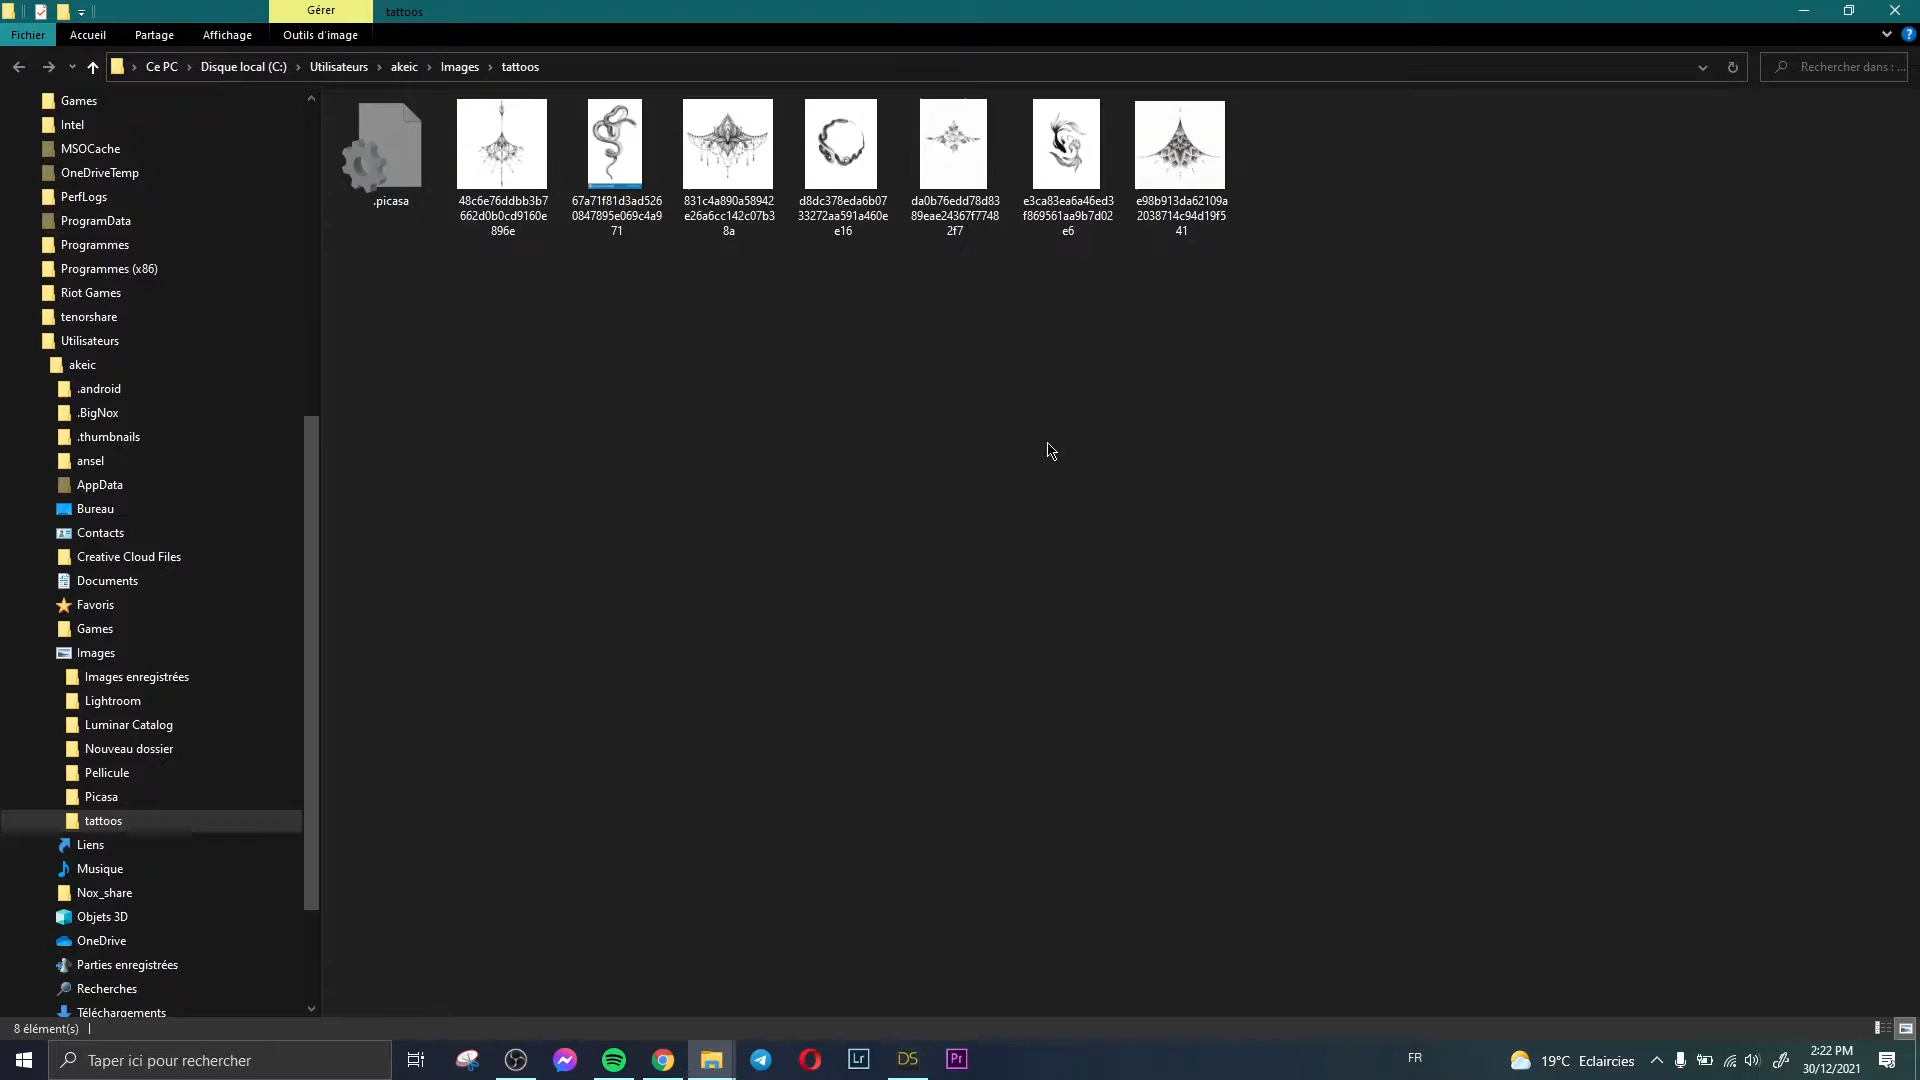 Gérer
tattoos
Fichier
Accueil
Partage
Affichage
Outils d'image
Ce PC
Disque local (C:)
Utilisateurs
akeic
Images
tattoos
Rechercher dans : ...
Games
Intel
MSOCache
OneDriveTemp
PerfLogs
ProgramData
Programmes
Programmes (x86)
Riot Games
tenorshare
Utilisateurs
akeic
.android
.BigNox
.thumbnails
ansel
AppData
Bureau
Contacts
Creative Cloud Files
Documents
Favoris
Games
Images
Images enregistrées
Lightroom
Luminar Catalog
Nouveau dossier
Pellicule
Picasa
tattoos
Liens
Musique
Nox_share
Objets 3D
OneDrive
Parties enregistrées
Recherches
Téléchargements
.picasa
48c6e76ddbb3b7
662d0b0cd9160e
896e
67a71f81d3ad526
0847895e069c4a9
71
831c4a890a58942
e26a6cc142c07b3
8a
d8dc378eda6b07
33272aa591a460e
e16
da0b76edd78d83
89eae24367f7748
2f7
e3ca83ea6a46ed3
f869561aa9b7d02
e6
e98b913da62109a
2038714c94d19f5
41
8 élément(s)
Taper ici pour rechercher
Lr
DS
Pr
FR
19°C Eclaircies
2:22 PM
30/12/2021